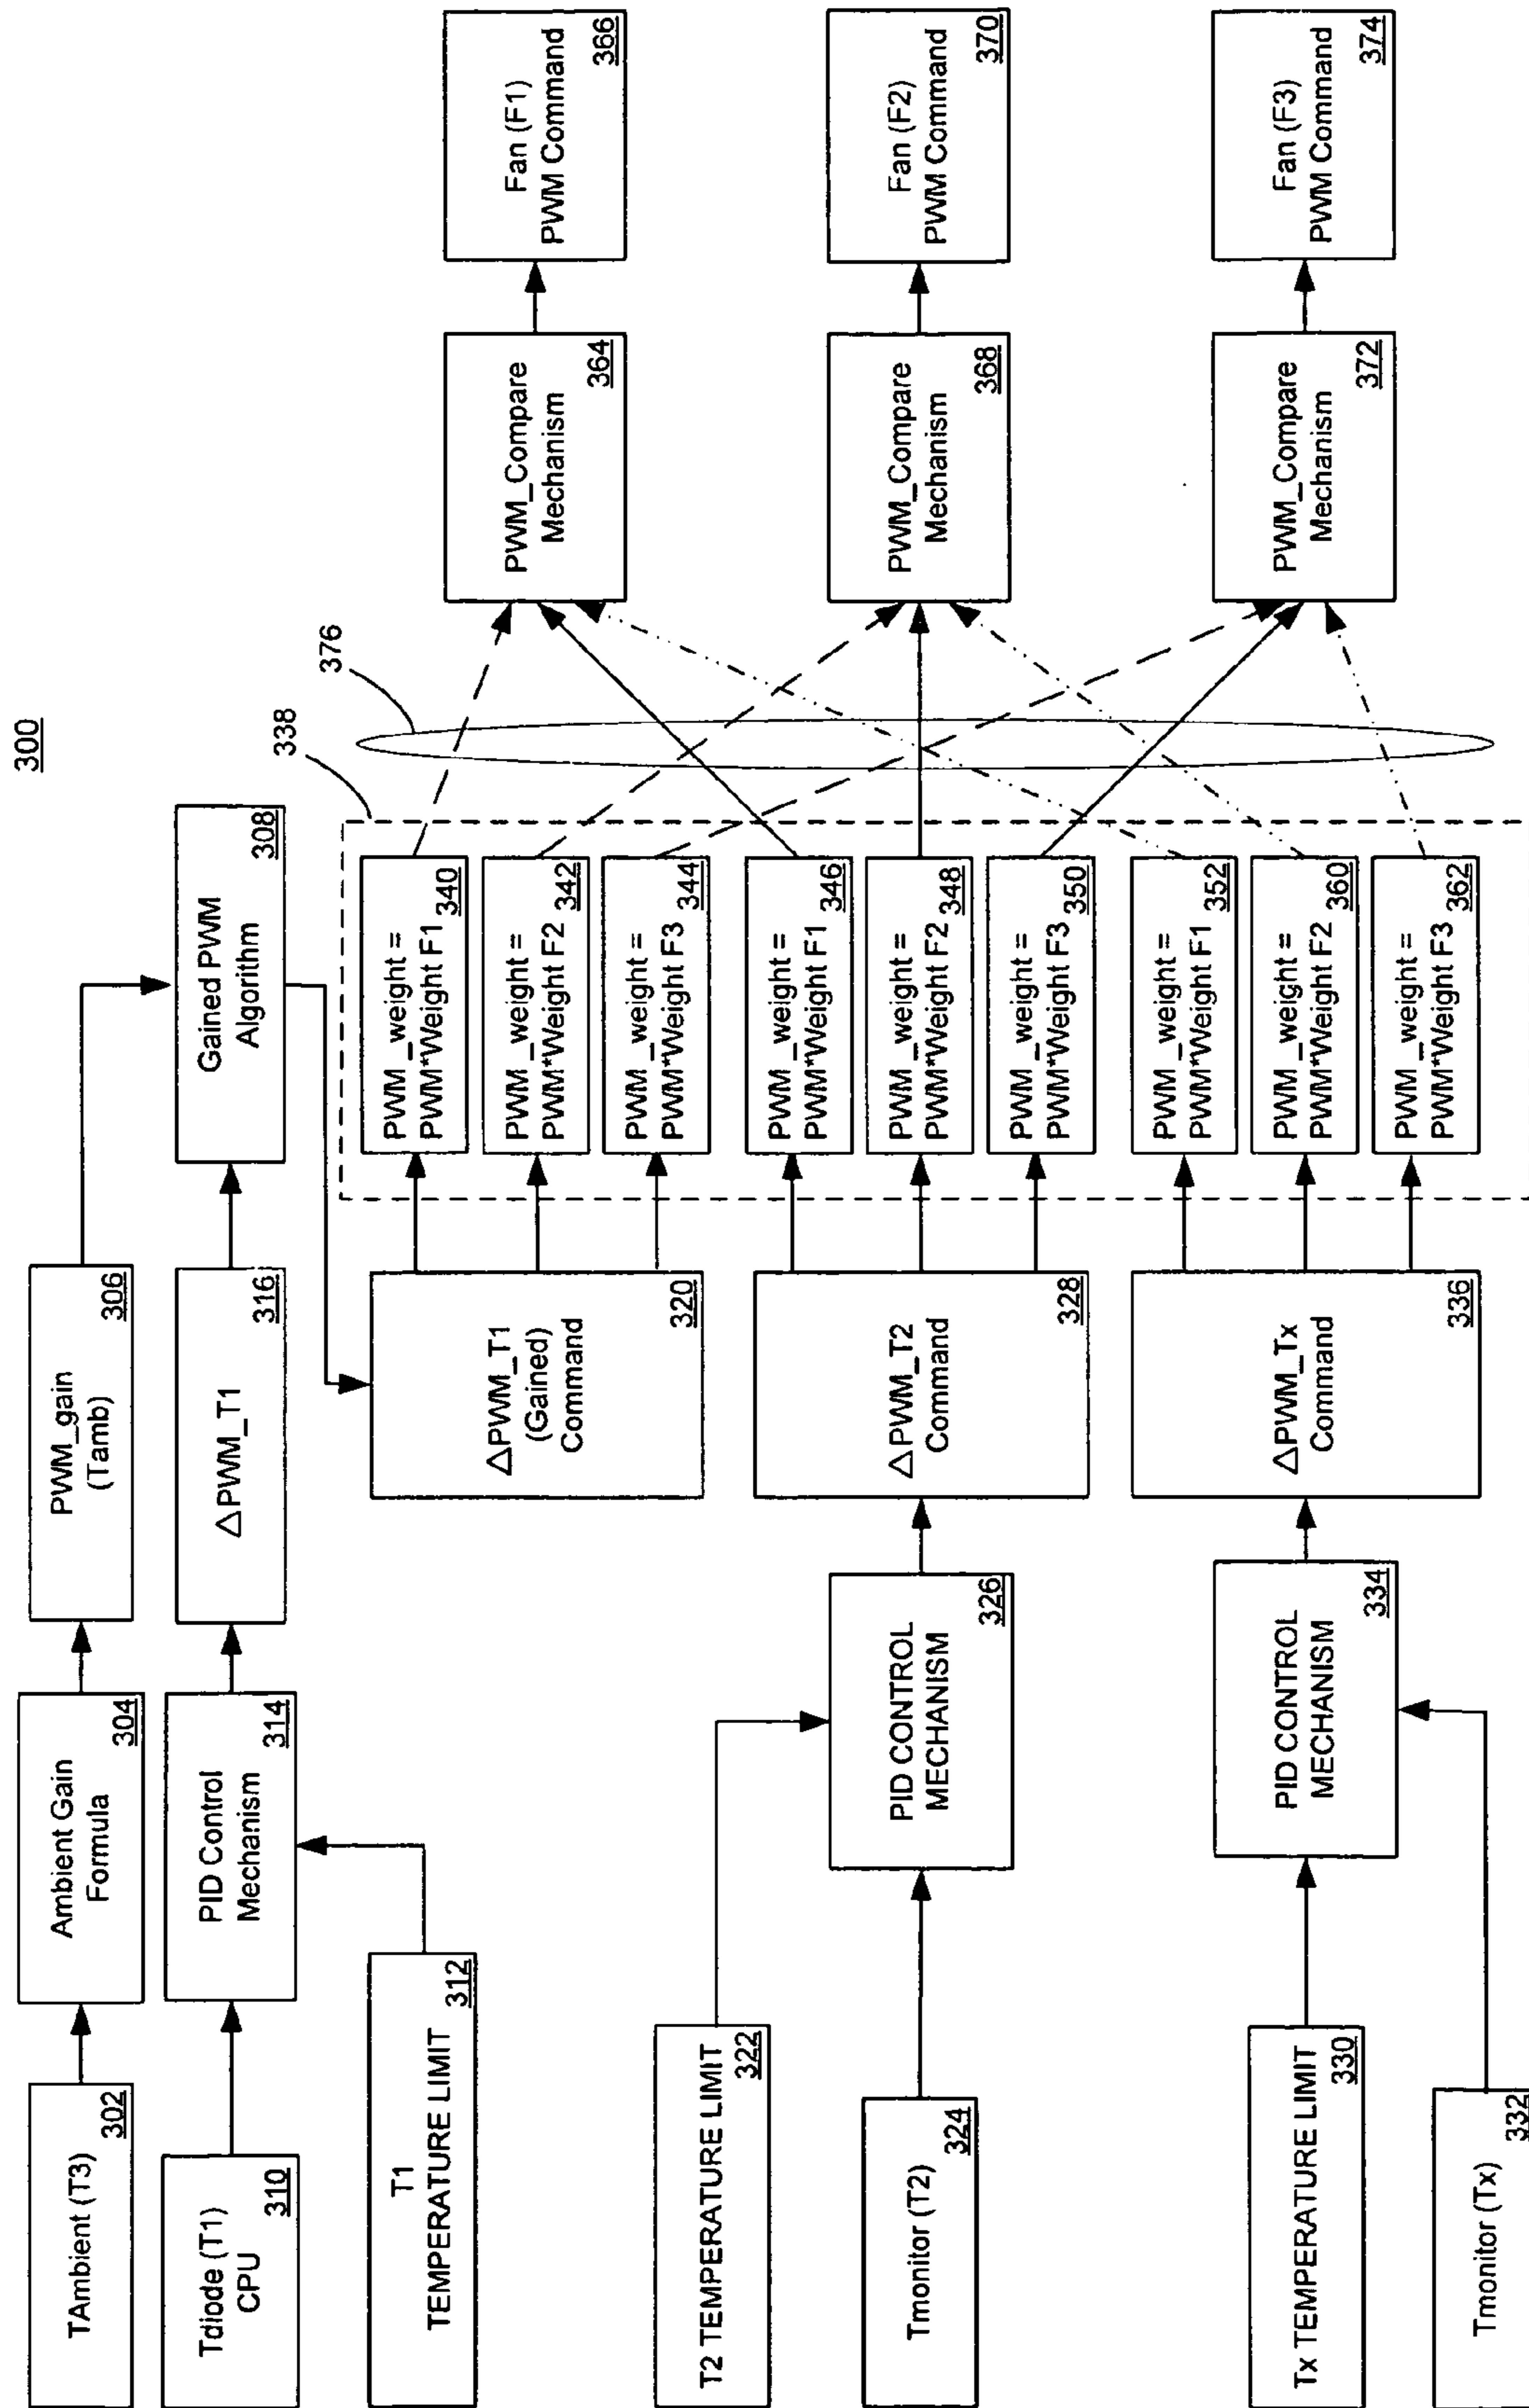 300
TAmbient (T3)
302
Ambient Gain
Formula
304
PWM_gain
(Tamb)
306
Gained PWM
Algorithm
308
Tdiode (T1)
CPU
310
PID Control
Mechanism
314
△PWM_T1
316
T1
TEMPERATURE LIMIT
312
△PWM_T1
(Gained)
Command
320
338
376
PWM_weight =
PWM*Weight F1
340
PWM_weight =
PWM*Weight F2
342
PWM_weight =
PWM*Weight F3
344
PWM_Compare
Mechanism
364
Fan (F1)
PWM Command
366
T2 TEMPERATURE LIMIT
322
Tmonitor (T2)
324
PID CONTROL
MECHANISM
326
△PWM_T2
Command
328
PWM_weight =
PWM*Weight F1
346
PWM_weight =
PWM*Weight F2
348
PWM_weight =
PWM*Weight F3
350
PWM_Compare
Mechanism
368
Fan (F2)
PWM Command
370
Tx TEMPERATURE LIMIT
330
Tmonitor (Tx)
332
PID CONTROL
MECHANISM
334
△PWM_Tx
Command
336
PWM_weight =
PWM*Weight F1
352
PWM_weight =
PWM*Weight F2
360
PWM_weight =
PWM*Weight F3
362
PWM_Compare
Mechanism
372
Fan (F3)
PWM Command
374